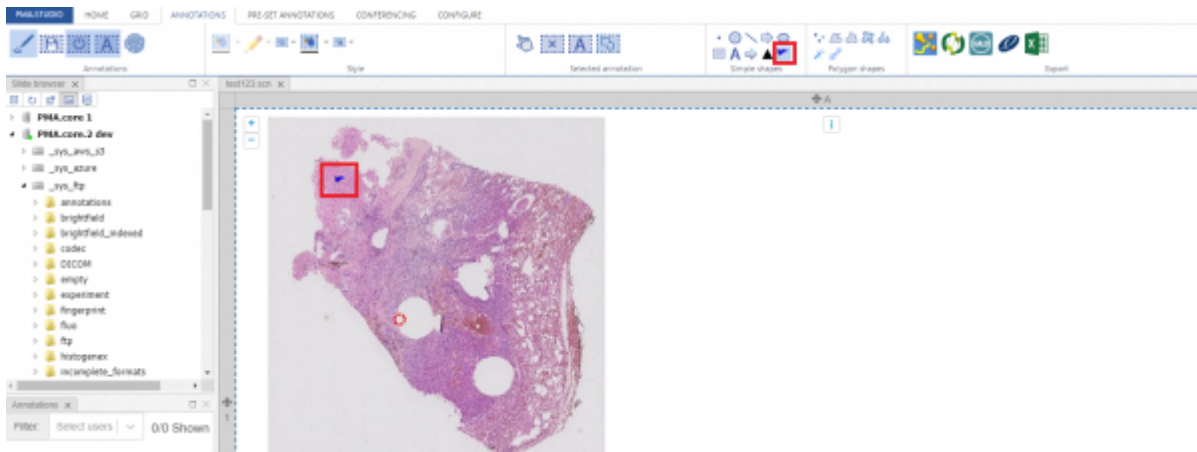 PMA.STUDIO HOME GRID ANNOTATIONS PRE-SET ANNOTATIONS CONFERENCING CONFIGURE
Annotations Style Selected annotation Simple shapes Polygon shapes Export
Slide browser test123.scn
A
PMA.core 1
PMA.core.2 dev
_sys_aws_s3
_sys_azure
_sys_ftp
annotations
brightfield
brightfield_indexed
codec
DICOM
empty
experiment
fingerprint
fluo
ftp
histogenex
incomplete_formats
Annotations
1
Filter: Select users 0/0 Shown